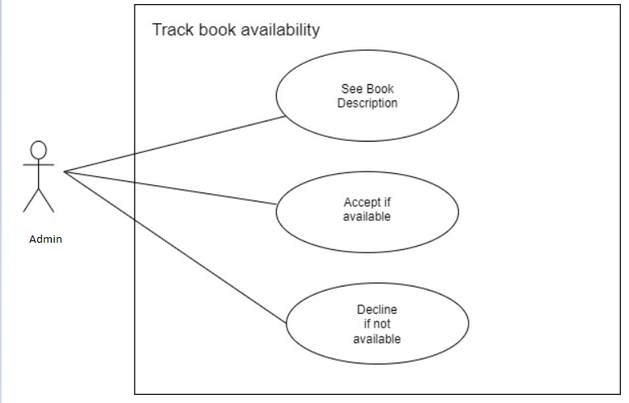 Track book availability
See Book
Description
Accept if
available
Admin
Decline
if not
available